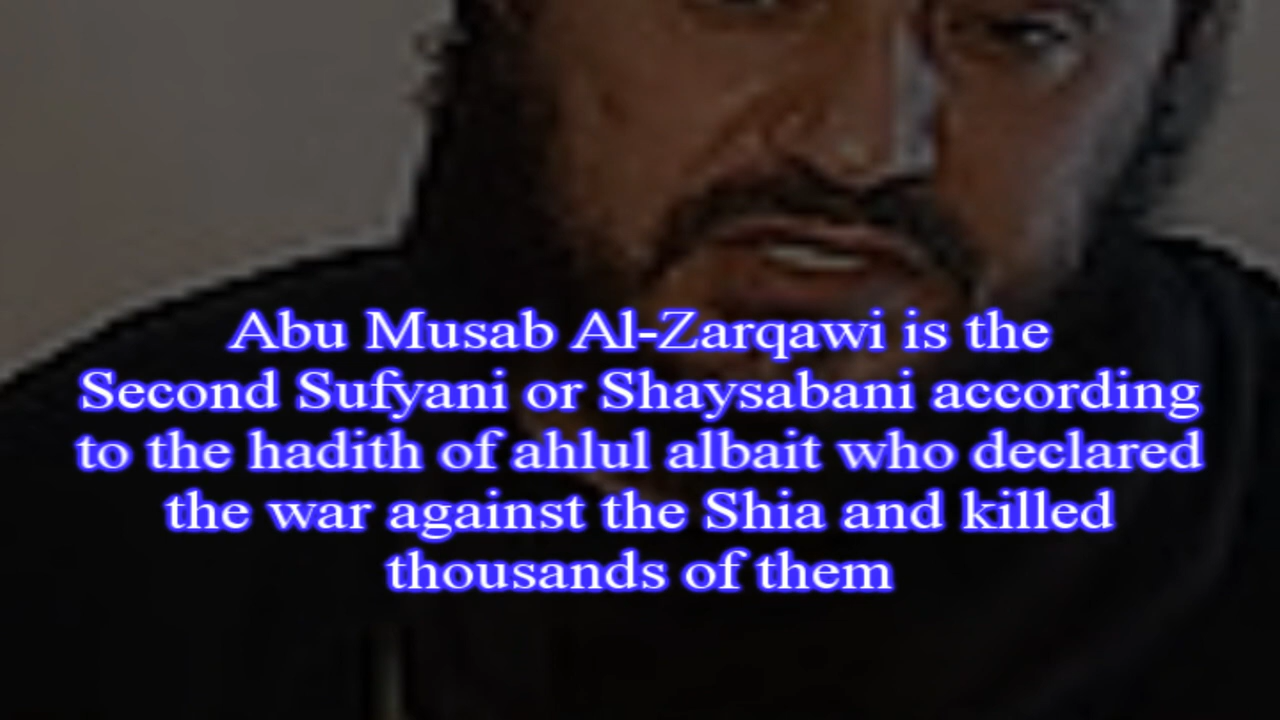 Abu Musab Al-Zarqawi is the
Second Sufyani or Shaysabani according
to the hadith of ahlul albait who declared
the war against the Shia and killed
thousands of them